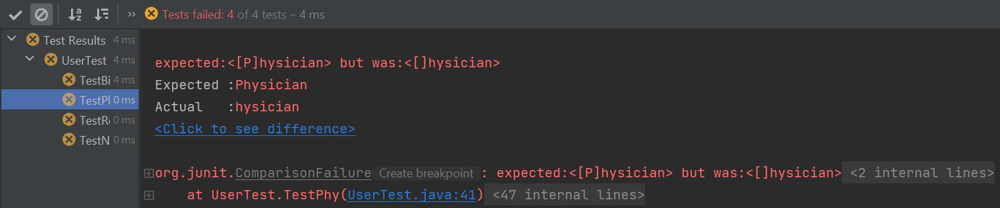 Tests failed: 4 of 4 tests – 4 ms
Test Results 4 ms
UserTest 4 ms
TestBi 4 ms
TestPl 0 ms
TestR 0 ms
TestN 0 ms
expected:<[P]hysician> but was:<[]hysician>
Expected :Physician
Actual :hysician
<Click to see difference>
org.junit.ComparisonFailure Create breakpoint : expected:<[P]hysician> but was:<[]hysician> <2 internal lines>
at UserTest.TestPhy(UserTest.java:41) <47 internal lines>